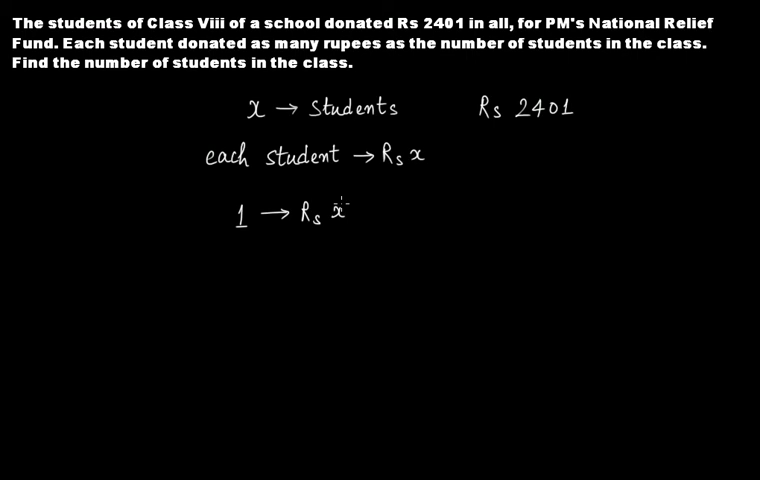 The students of Class Viii of a school donated Rs 2401 in all, for PM's National Relief
Fund. Each student donated as many rupees as the number of students in the class.
Find the number of students in the class.
x → Students Rs 2401
each student → Rs x
1 → Rs x